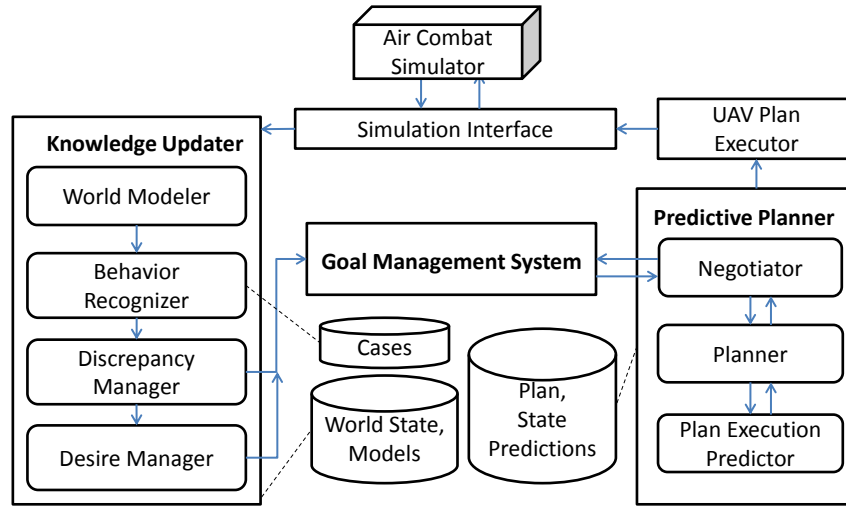 Air Combat
Simulator
Simulation Interface
UAV Plan
Executor
Knowledge Updater
World Modeler
Behavior
Recognizer
Discrepancy
Manager
Desire Manager
Goal Management System
Cases
World State,
Models
Plan,
State
Predictions
Predictive Planner
Negotiator
Planner
Plan Execution
Predictor